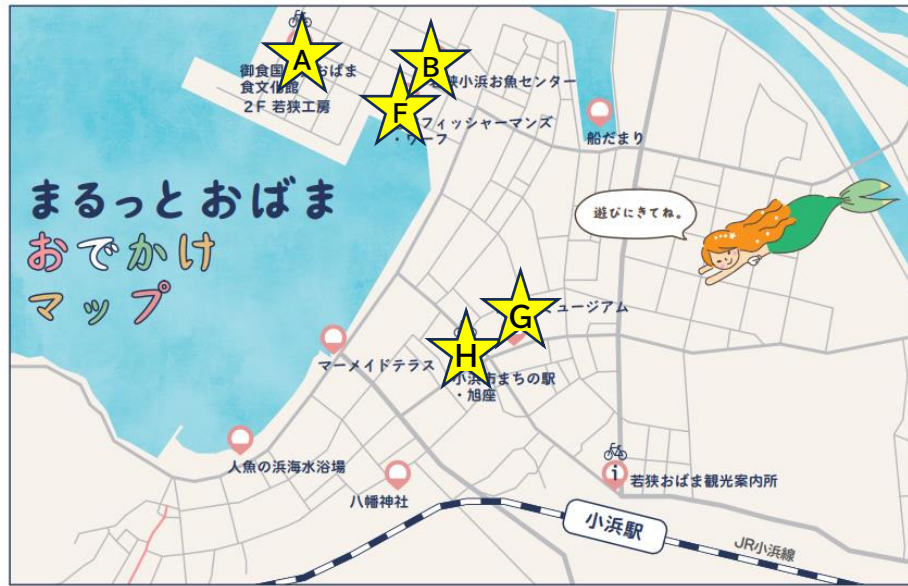 A
御食国 おばま
食文化館
2F 若狭工房
B
狭小浜お魚センター
F
フィッシャーマンズ
・ワーフ
船だまり
まるっとおばま
おでかけ
マップ
遊びにきてね。
G
ミュージアム
H
小浜市まちの駅
・旭座
マーメイドテラス
人魚の浜海水浴場
八幡神社
i
若狭おばま観光案内所
小浜駅
JR小浜線